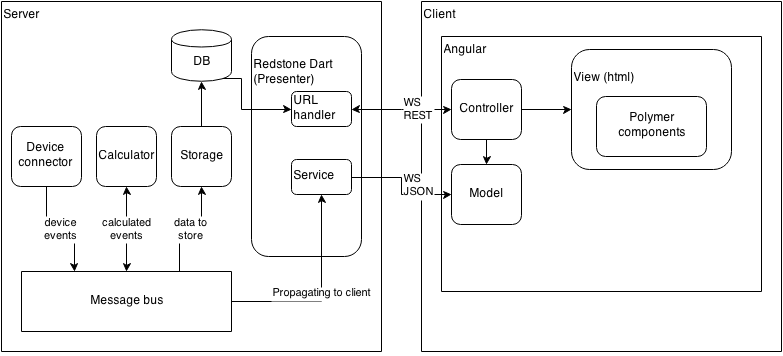 Server
DB
Redstone Dart
(Presenter)
URL
handler
Service
Device
connector
Calculator
Storage
device
events
calculated
events
data to
store
Message bus
Propagating to client
WS
REST
WS
JSON
Client
Angular
Controller
Model
View (html)
Polymer
components